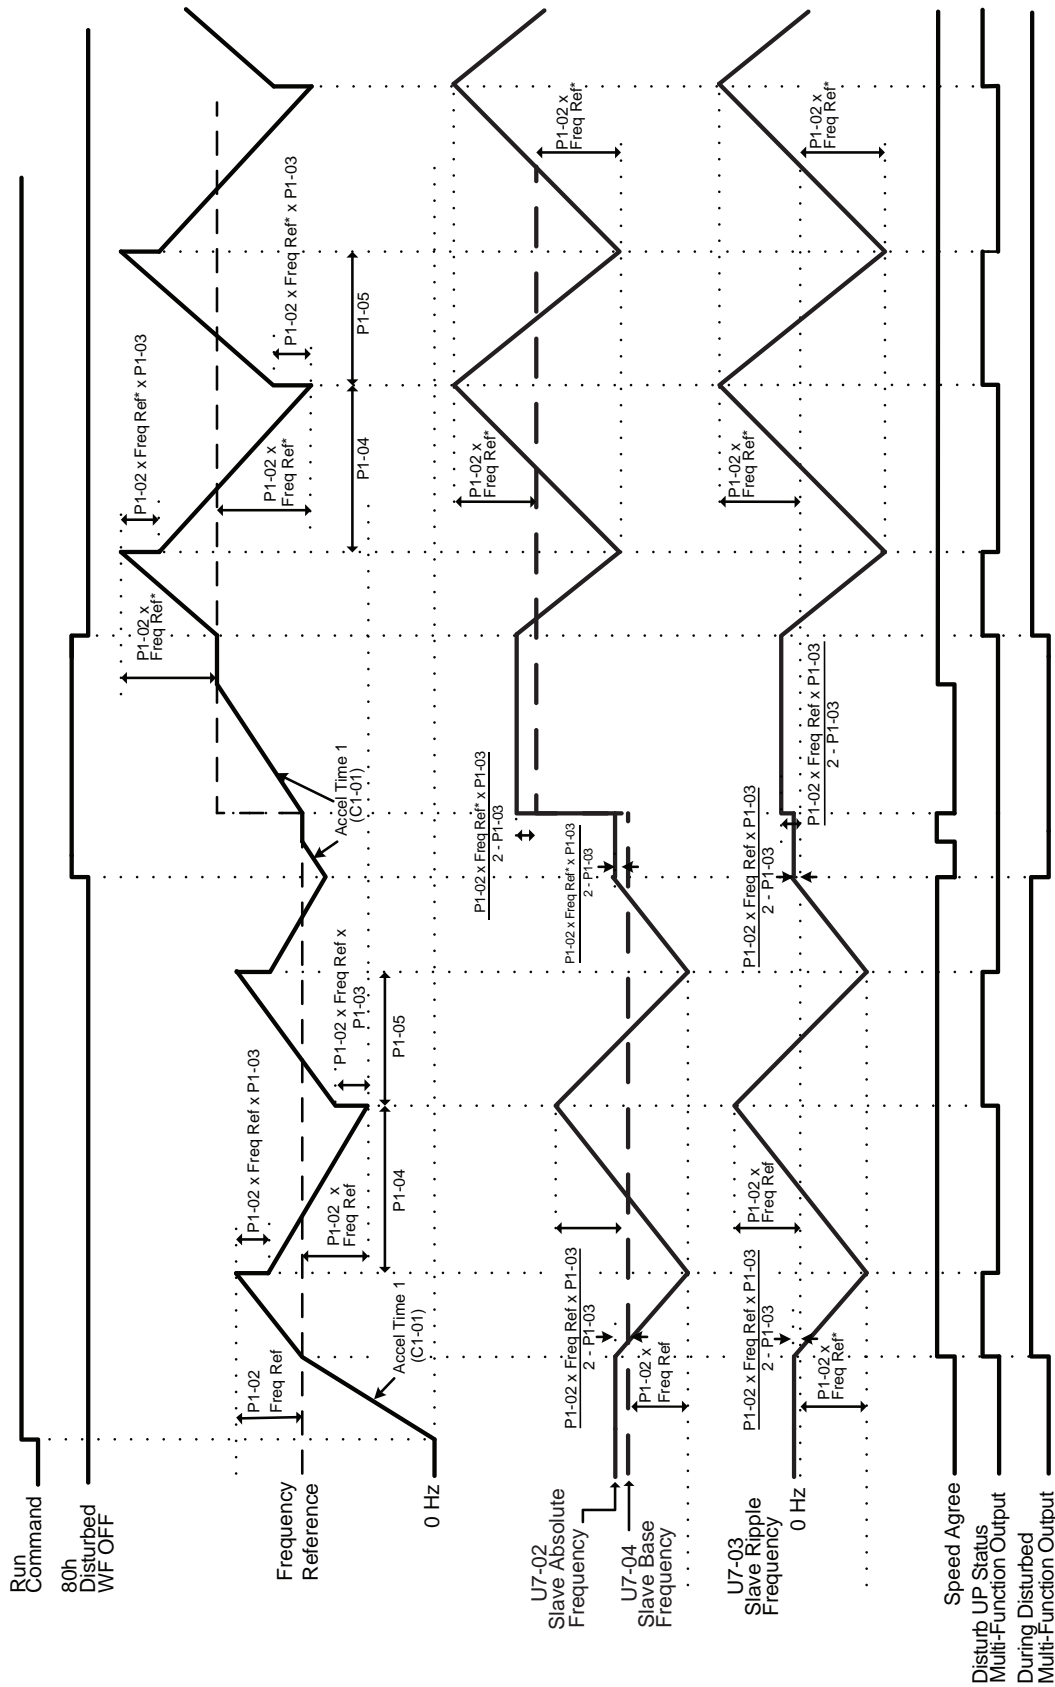 Run
Command
80h
Disturbed
WF OFF
P1-02 x
Freq Ref*
P1-02 x Freq Ref* x P1-03
P1-02 x
Freq Ref*
P1-02 x Freq Ref* x P1-03
P1-04
P1-05
P1-02
Freq Ref
P1-02 x Freq Ref x P1-03
P1-02 x
Freq Ref
P1-02 x Freq Ref x
P1-03
P1-04
P1-05
Accel Time 1
(C1-01)
Accel Time 1
(C1-01)
Frequency
Reference
0 Hz
U7-02
Slave Absolute
Frequency
U7-04
Slave Base
Frequency
P1-02 x Freq Ref x P1-03
2 - P1-03
P1-02 x
Freq Ref
P1-02 x Freq Ref* x P1-03
2 - P1-03
P1-02 x Freq Ref* x P1-03
2 - P1-03
P1-02 x
Freq Ref*
P1-02 x
Freq Ref*
U7-03
Slave Ripple
Frequency
0 Hz
P1-02 x Freq Ref x P1-03
2 - P1-03
P1-02 x
Freq Ref*
P1-02 x
Freq Ref
P1-02 x Freq Ref x P1-03
2 - P1-03
P1-02 x Freq Ref x P1-03
2 - P1-03
P1-02 x
Freq Ref*
P1-02 x
Freq Ref*
Speed Agree
Disturb UP Status
Multi-Function Output
During Disturbed
Multi-Function Output